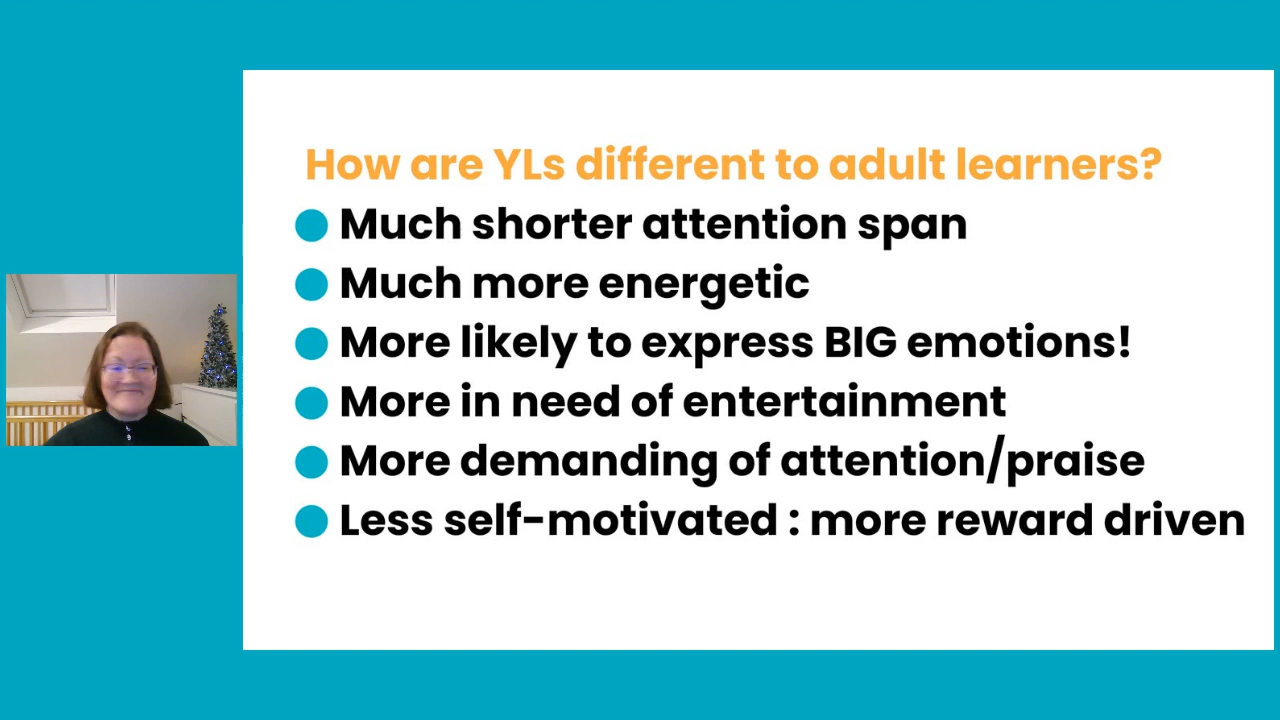 How are YLs different to adult learners?
Much shorter attention span
Much more energetic
More likely to express BIG emotions!
More in need of entertainment
More demanding of attention/praise
Less self-motivated : more reward driven